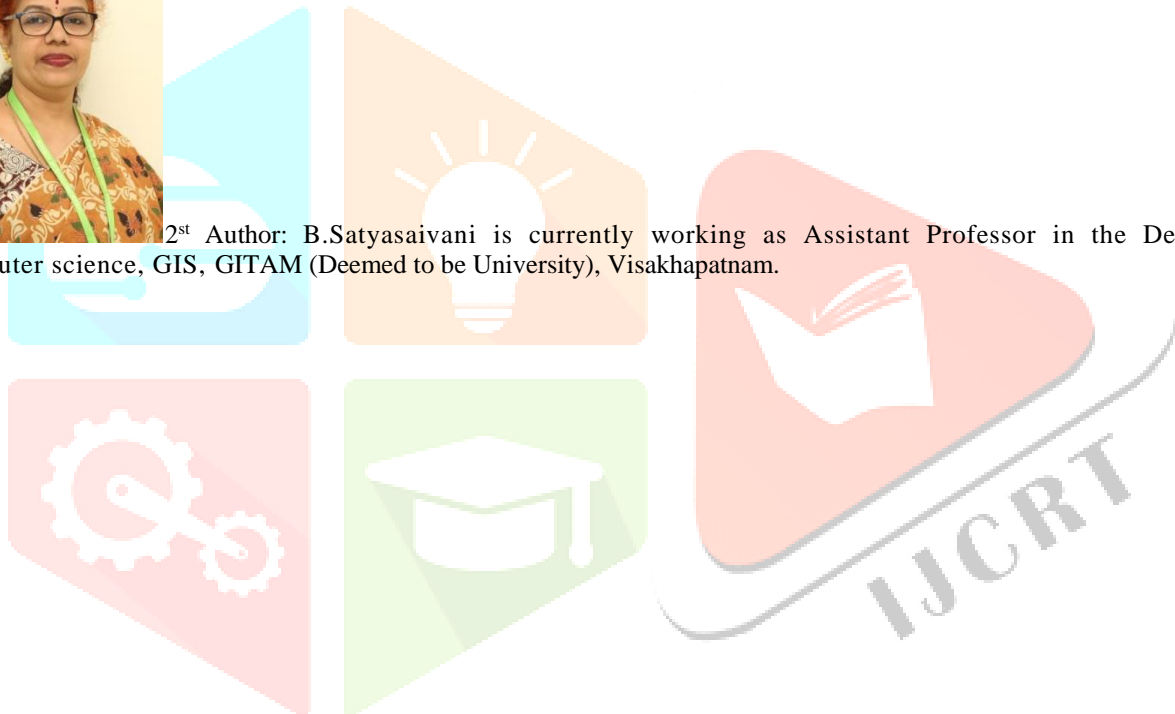 2st Author: B.Satyasaivani is currently working as Assistant Professor in the De
uter science, GIS, GITAM (Deemed to be University), Visakhapatnam.
IJCRT